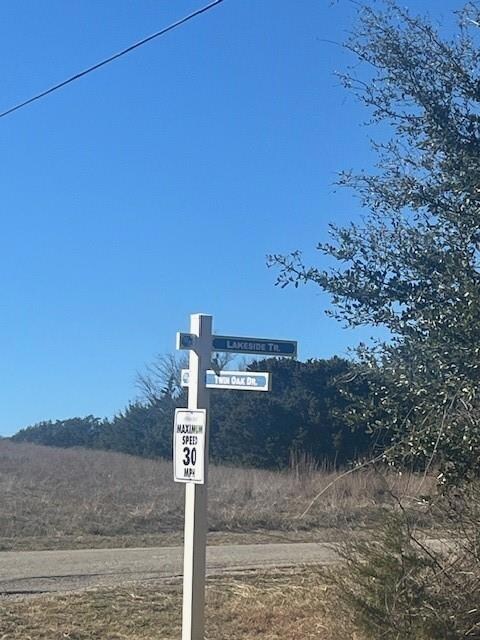 LAKESIDE TR.
TWIN OAK DR.
MAXIMUM
SPEED
30
MPH